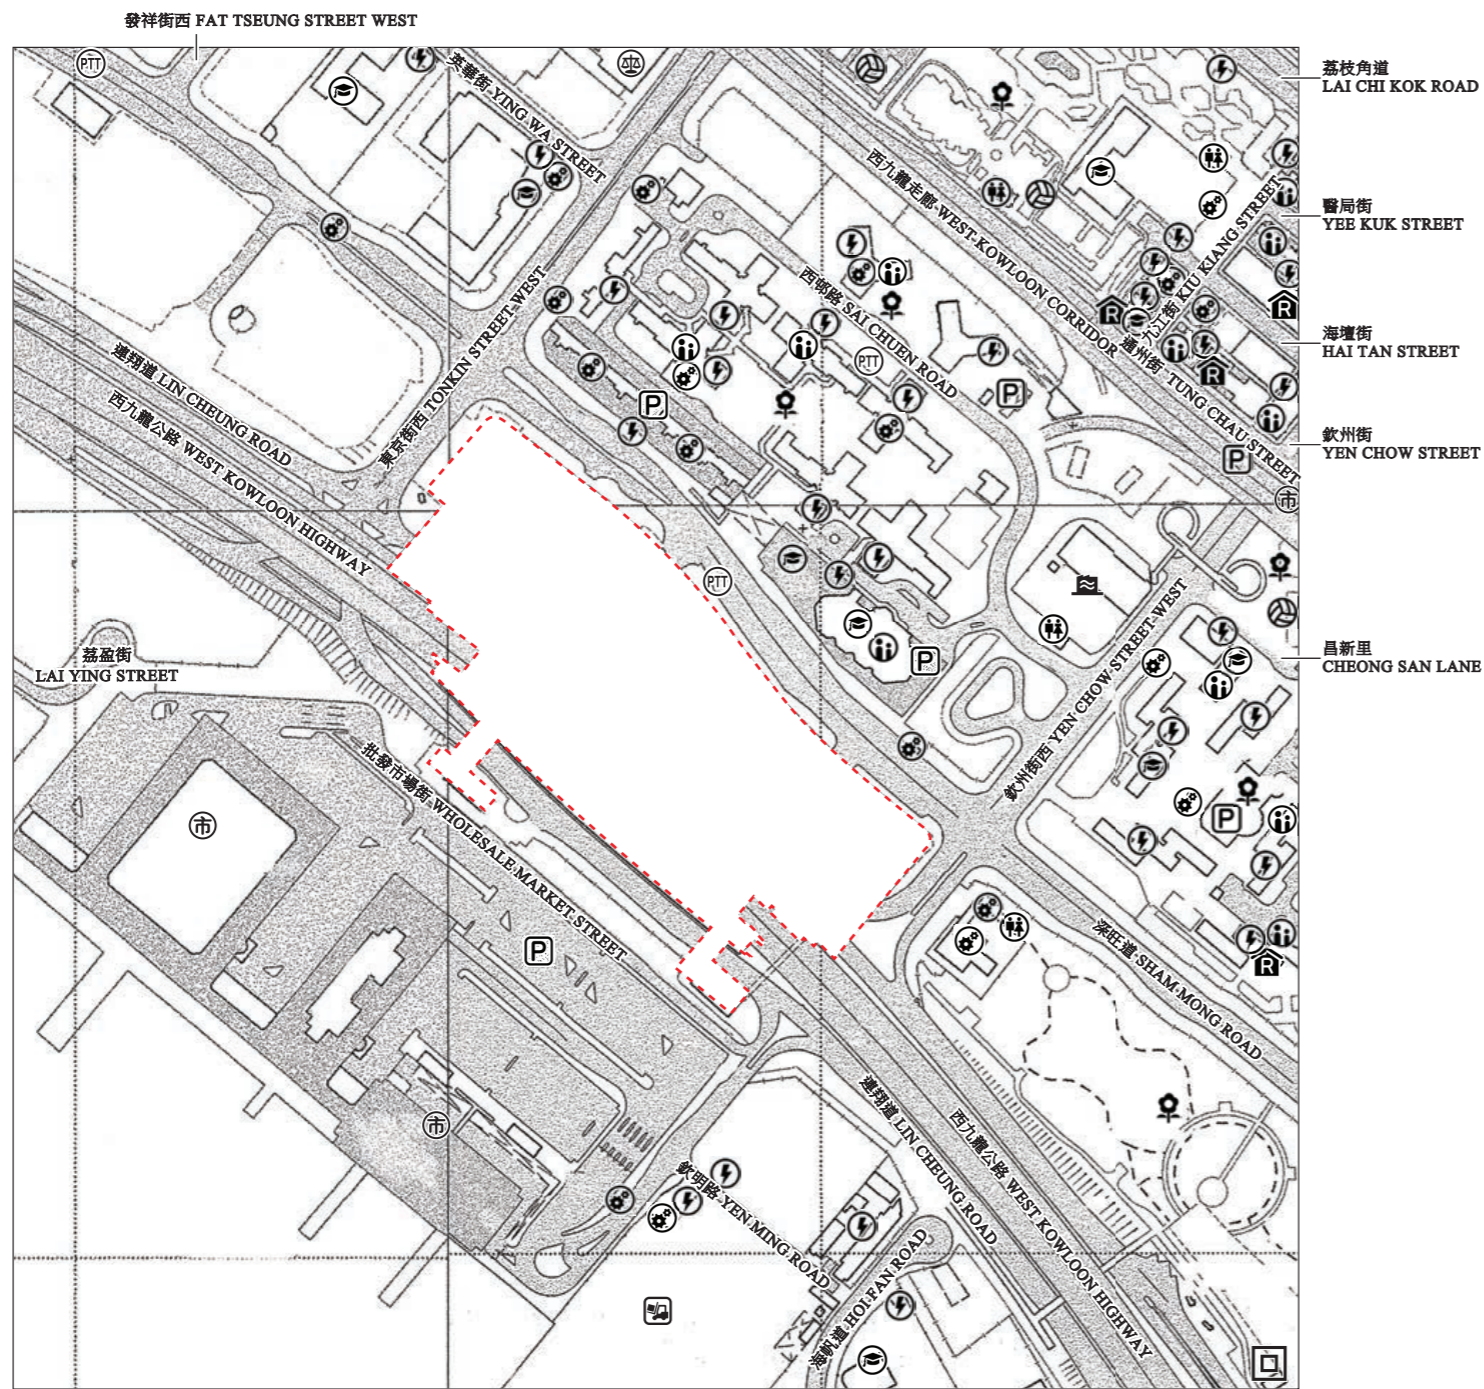 發祥街西 FAT TSEUNG STREET WEST
荔枝角道
LAI CHI KOK ROAD
PTT
英華街 YING WA STREET
西九龍走廊 WEST KOWLOON CORRIDOR
醫局街
YEE KUK STREET
九江街 KIU KIANG STREET
西邨路 SAI CHUEN ROAD
東京街西 TONKIN STREET WEST
R
R
海壇街
HAI TAN STREET
通州街 TUNG CHAU STREET
連翔道 LIN CHEUNG ROAD
西九龍公路 WEST KOWLOON HIGHWAY
PTT
R
P
P
欽州街
YEN CHOW STREET
P
市
PTT
欽州街西 YEN CHOW STREET WEST
荔盈街
LAI YING STREET
P
昌新里
CHEONG SAN LANE
批發市場街 WHOLESALE MARKET STREET
市
P
P
深旺道 SHAM MONG ROAD
R
市
連翔道 LIN CHEUNG ROAD
西九龍公路 WEST KOWLOON HIGHWAY
欽明路 YEN MING ROAD
海帆道 HOI FAN ROAD